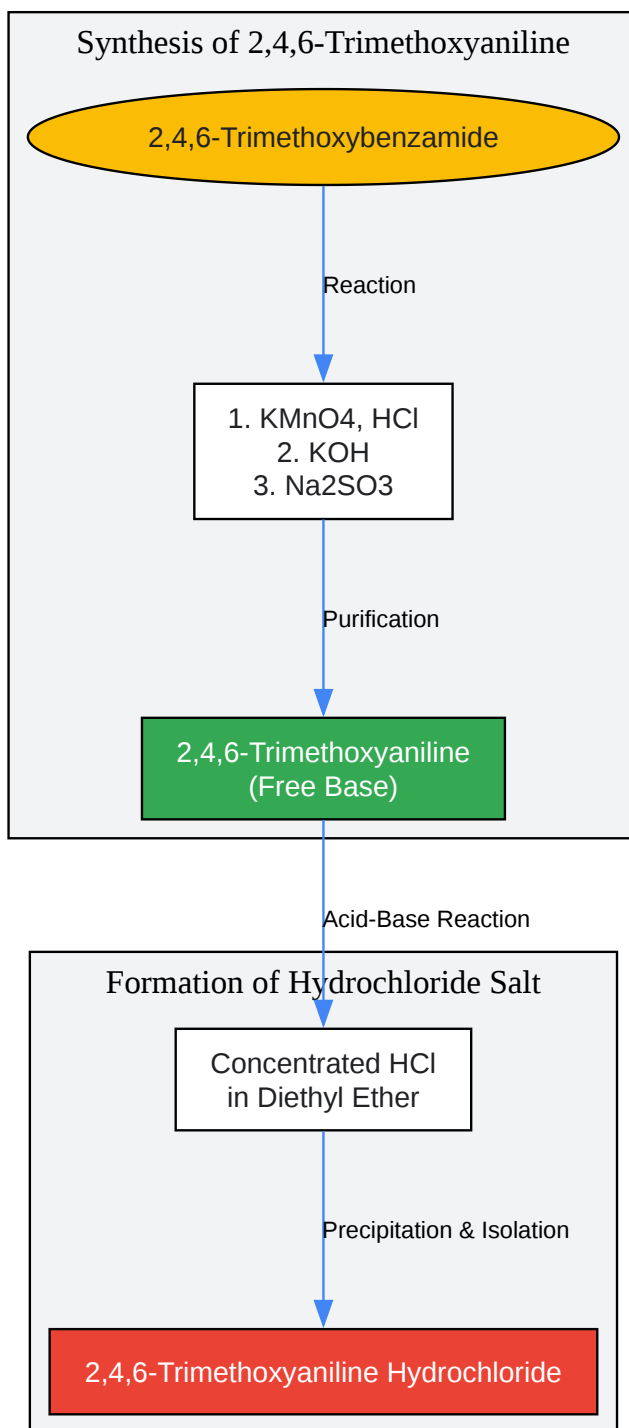 Synthesis of 2,4,6-Trimethoxyaniline
2,4,6-Trimethoxybenzamide
Reaction
1. KMnO4, HCl
2. KOH
3. Na2SO3
Purification
2,4,6-Trimethoxyaniline
(Free Base)
Acid-Base Reaction
Formation of Hydrochloride Salt
Concentrated HCl
in Diethyl Ether
Precipitation & Isolation
2,4,6-Trimethoxyaniline Hydrochloride